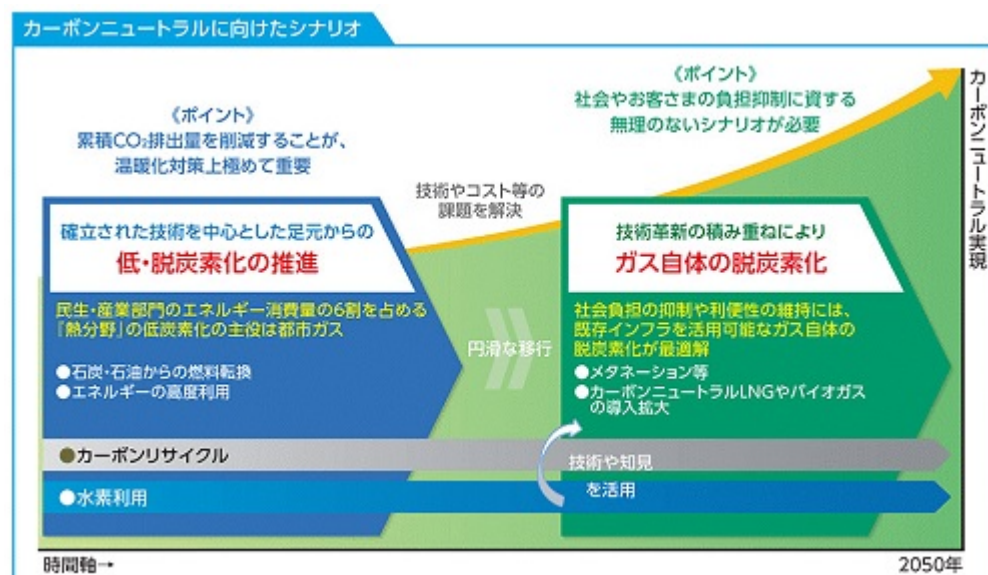 カーボンニュートラルに向けたシナリオ
《ポイント》
累積CO₂排出量を削減することが、
温暖化対策上極めて重要
《ポイント》
社会やお客さまの負担抑制に資する
無理のないシナリオが必要
カーボンニュートラル実現
技術やコスト等の
課題を解決
確立された技術を中心とした足元からの
低・脱炭素化の推進
民生・産業部門のエネルギー消費量の6割を占める
『熱分野』の低炭素化の主役は都市ガス
●石炭・石油からの燃料転換
●エネルギーの高度利用
円滑な移行
技術革新の積み重ねにより
ガス自体の脱炭素化
社会負担の抑制や利便性の維持には、
既存インフラを活用可能なガス自体の
脱炭素化が最適解
●メタネーション等
●カーボンニュートラルLNGやバイオガス
の導入拡大
●カーボンリサイクル
●水素利用
技術や知見
を活用
時間軸→
2050年